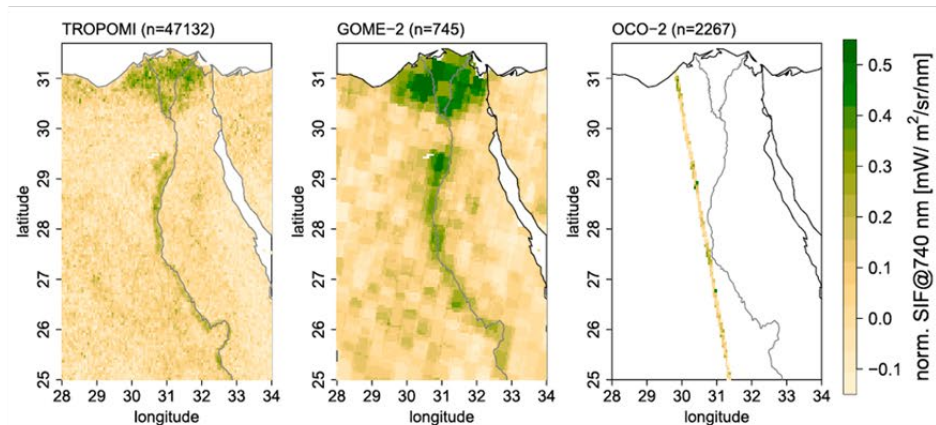 TROPOMI (n=47132)
GOME−2 (n=745)
OCO−2 (n=2267)
latitude
31
30
29
28
27
26
25
28 29 30 31 32 33 34
longitude
latitude
31
30
29
28
27
26
25
28 29 30 31 32 33 34
longitude
latitude
31
30
29
28
27
26
25
28 29 30 31 32 33 34
longitude
0.5
0.4
0.3
0.2
0.1
0.0
−0.1
norm. SIF@740 nm [mW/ m²/sr/nm]